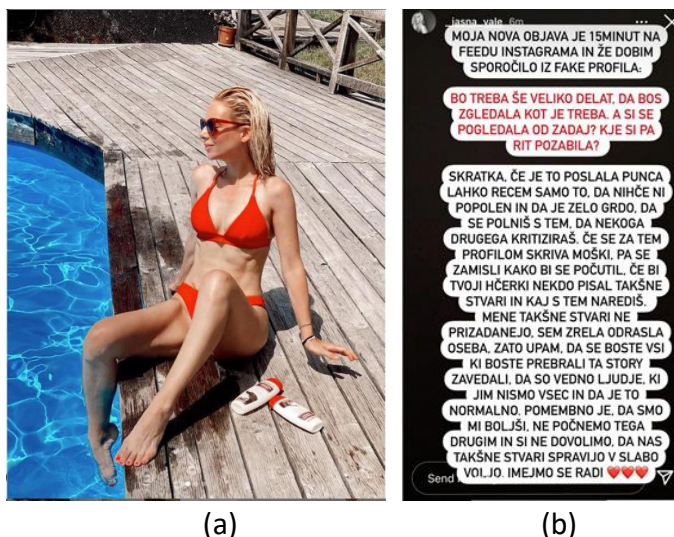 jasna_vale 6m
MOJA NOVA OBJAVA JE 15MINUT NA
FEEDU INSTAGRAMA IN ŽE DOBIM
SPOROČILO IZ FAKE PROFILA:
BO TREBA ŠE VELIKO DELAT, DA BOS
ZGLEDALA KOT JE TREBA. A SI SE
POGLEDALA OD ZADAJ? KJE SI PA
RIT POZABILA?
SKRATKA, ČE JE TO POSLALA PUNCA
LAHKO RECEM SAMO TO, DA NIHČE NI
POPOLEN IN DA JE ZELO GRDO, DA
SE POLNIŠ S TEM, DA NEKOGA
DRUGEGA KRITIZIRAŠ. ČE SE ZA TEM
PROFILOM SKRIVA MOŠKI, PA SE
ZAMISLI KAKO BI SE POČUTIL, ČE BI
TVOJI HČERKI NEKDO PISAL TAKŠNE
STVARI IN KAJ S TEM NAREDIŠ.
MENE TAKŠNE STVARI NE
PRIZADANEJO, SEM ZRELA ODRASLA
OSEBA, ZATO UPAM, DA SE BOSTE VSI
KI BOSTE PREBRALI TA STORY
ZAVEDALI, DA SO VEDNO LJUDJE, KI
JIM NISMO VSEC IN DA JE TO
NORMALNO. POMEMBNO JE, DA SMO
MI BOLJŠI, NE POČNEMO TEGA
DRUGIM IN SI NE DOVOLIMO, DA NAS
TAKŠNE STVARI SPRAVIJO V SLABO
VOLJO. IMEJMO SE RADI ❤❤❤
Send
(a)
(b)